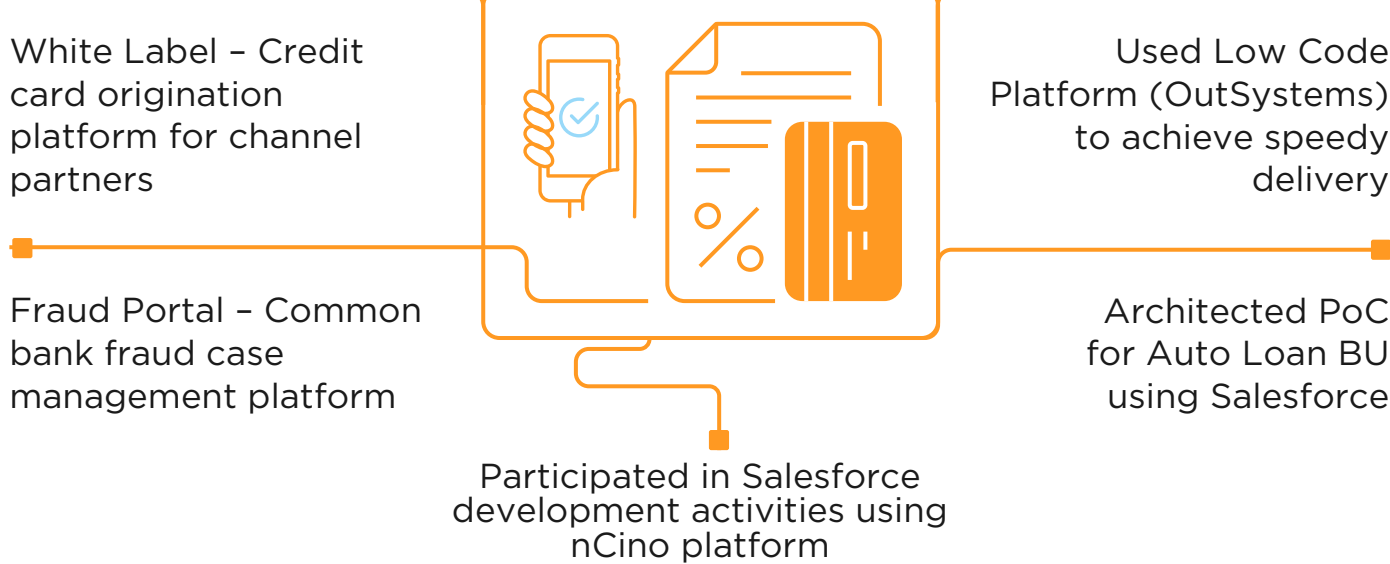 White Label – Credit
card origination
platform for channel
partners
Used Low Code
Platform (OutSystems)
to achieve speedy
delivery
Fraud Portal – Common
bank fraud case
management platform
Architected PoC
for Auto Loan BU
using Salesforce
Participated in Salesforce
development activities using
nCino platform